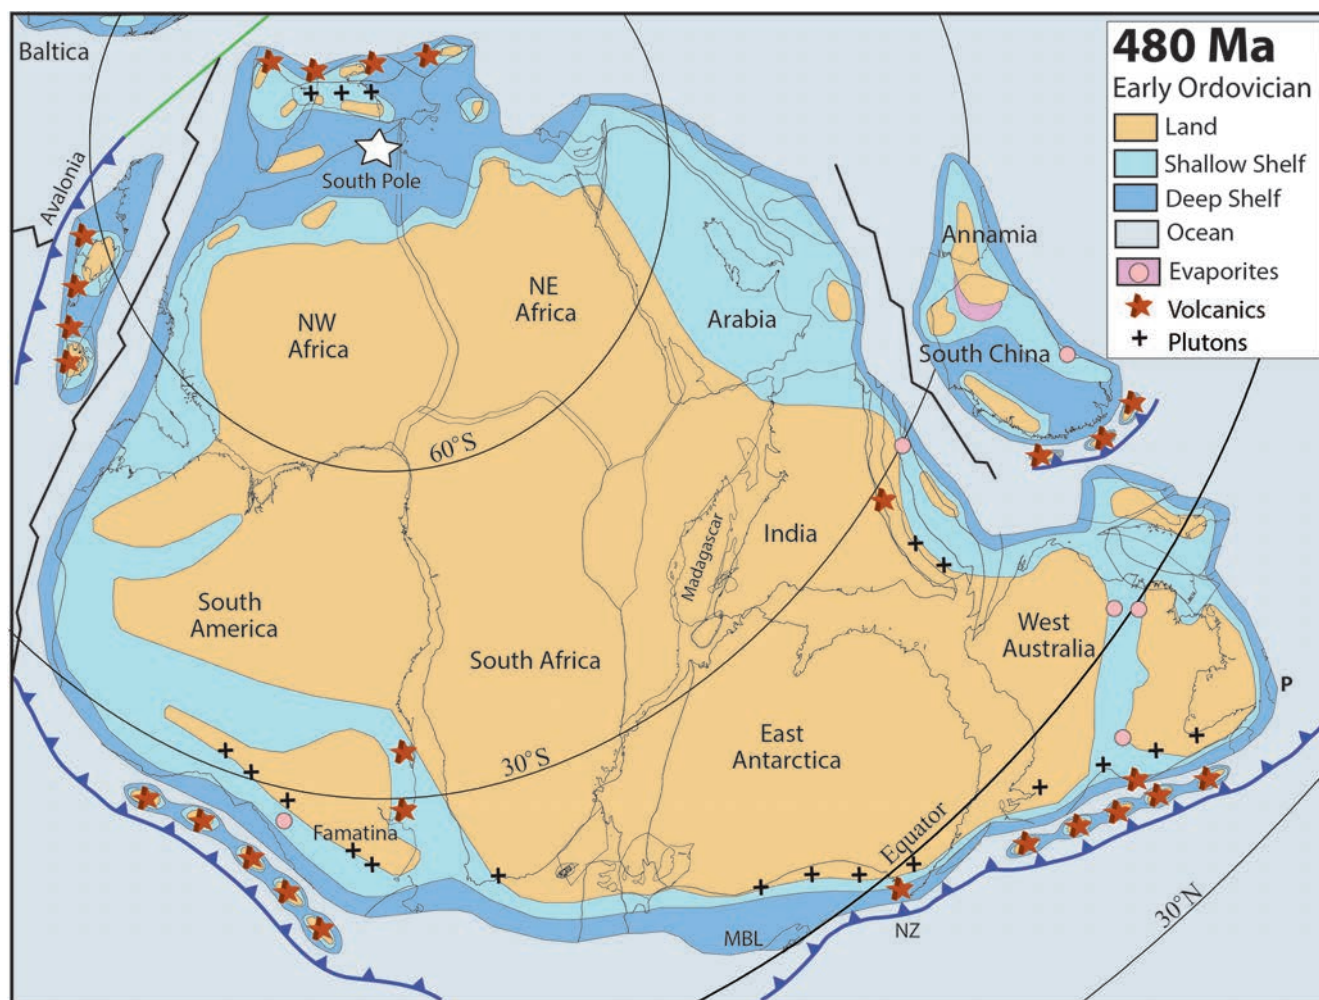 480 Ma
Early Ordovician
Land
Shallow Shelf
Deep Shelf
Ocean
Evaporites
Volcanics
Plutons
Baltica
Avalonia
South Pole
Annamia
South China
NE
Africa
NW
Africa
Arabia
60°S
Madagascar
India
South
America
South Africa
West
Australia
P
East
Antarctica
30°S
Famatina
Equator
30°N
MBL
NZ